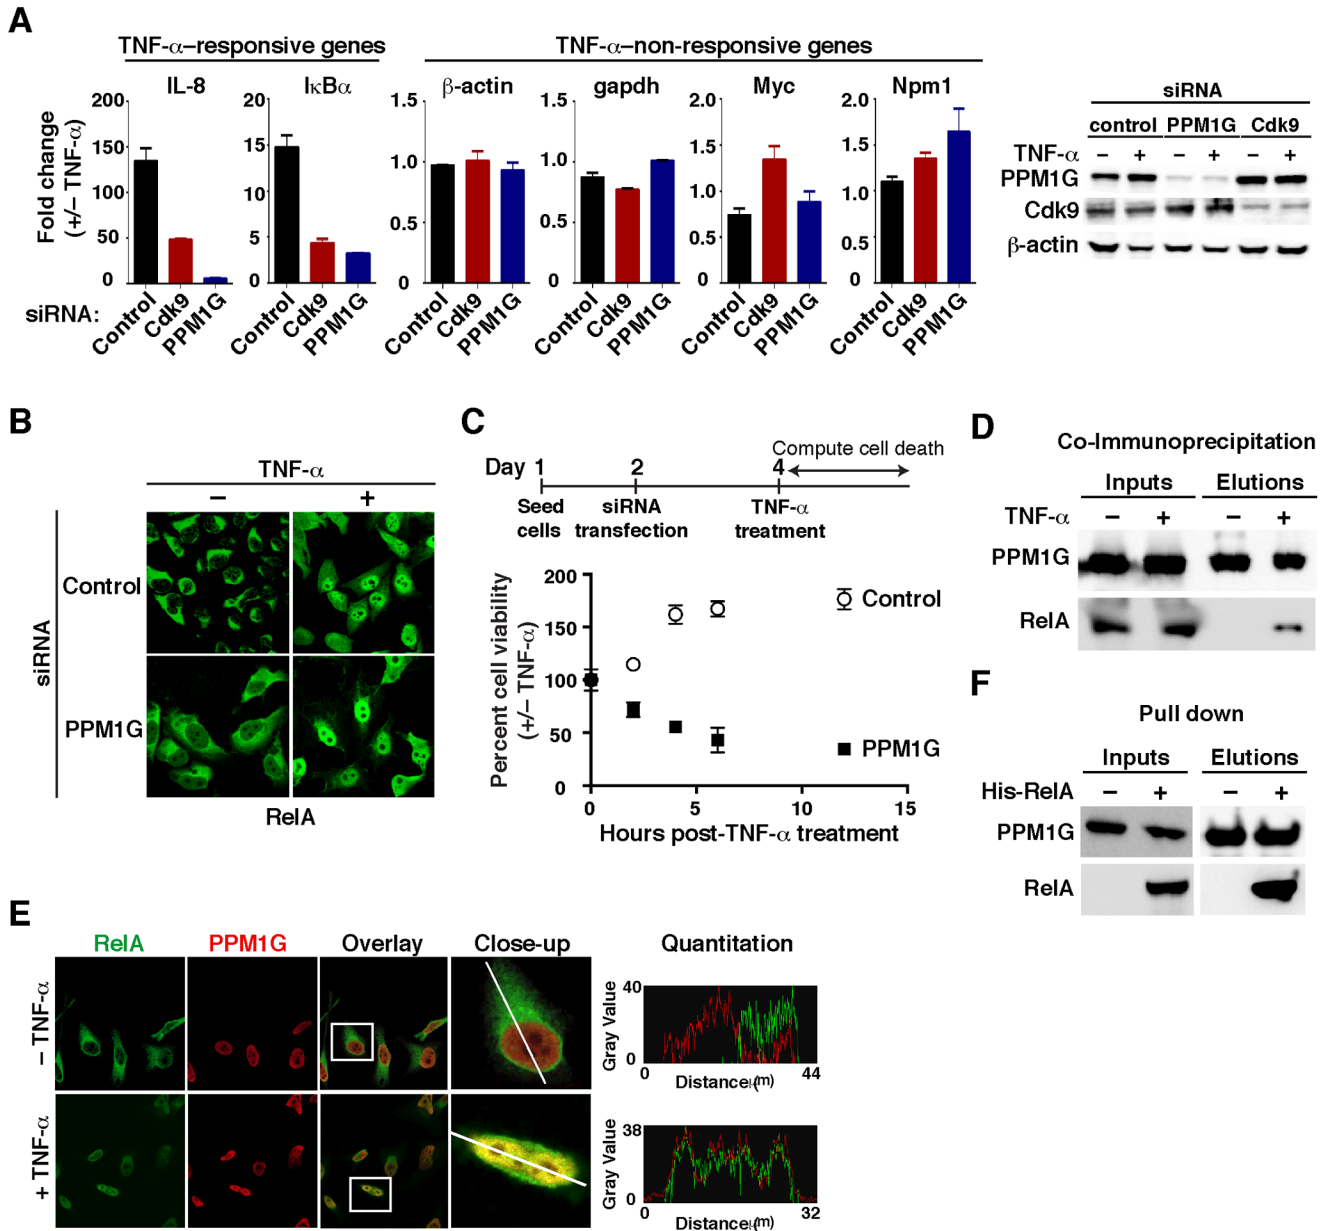 A
TNF-α–responsive genes
TNF-α–non-responsive genes
IL-8
IκBα
β-actin
gapdh
Myc
Npm1
Fold change
(+/– TNF-α)
200
150
100
50
0
20
15
10
5
0
1.5
1.0
0.5
0
1.5
1.0
0.5
0
2.0
1.5
1.0
0.5
0
2.0
1.5
1.0
0.5
0
siRNA:
Control Cdk9 PPM1G
Control Cdk9 PPM1G
Control Cdk9 PPM1G
Control Cdk9 PPM1G
Control Cdk9 PPM1G
Control Cdk9 PPM1G
siRNA
control PPM1G Cdk9
TNF-α – + – + – +
PPM1G
Cdk9
β-actin
B
TNF-α
– +
siRNA
Control
PPM1G
RelA
C
Compute cell death
Day 1 2 4
Seed cells
siRNA transfection
TNF-α treatment
Percent cell viability
(+/– TNF-α)
200
150
100
50
0
Control
PPM1G
0 5 10 15
Hours post-TNF-α treatment
D
Co-Immunoprecipitation
Inputs Elutions
TNF-α – + – +
PPM1G
RelA
F
Pull down
Inputs Elutions
His-RelA – + – +
PPM1G
RelA
E
RelA PPM1G Overlay Close-up Quantitation
– TNF-α
Gray Value
40
0
0 44
Distance (μm)
+ TNF-α
Gray Value
38
0
0 32
Distance (μm)